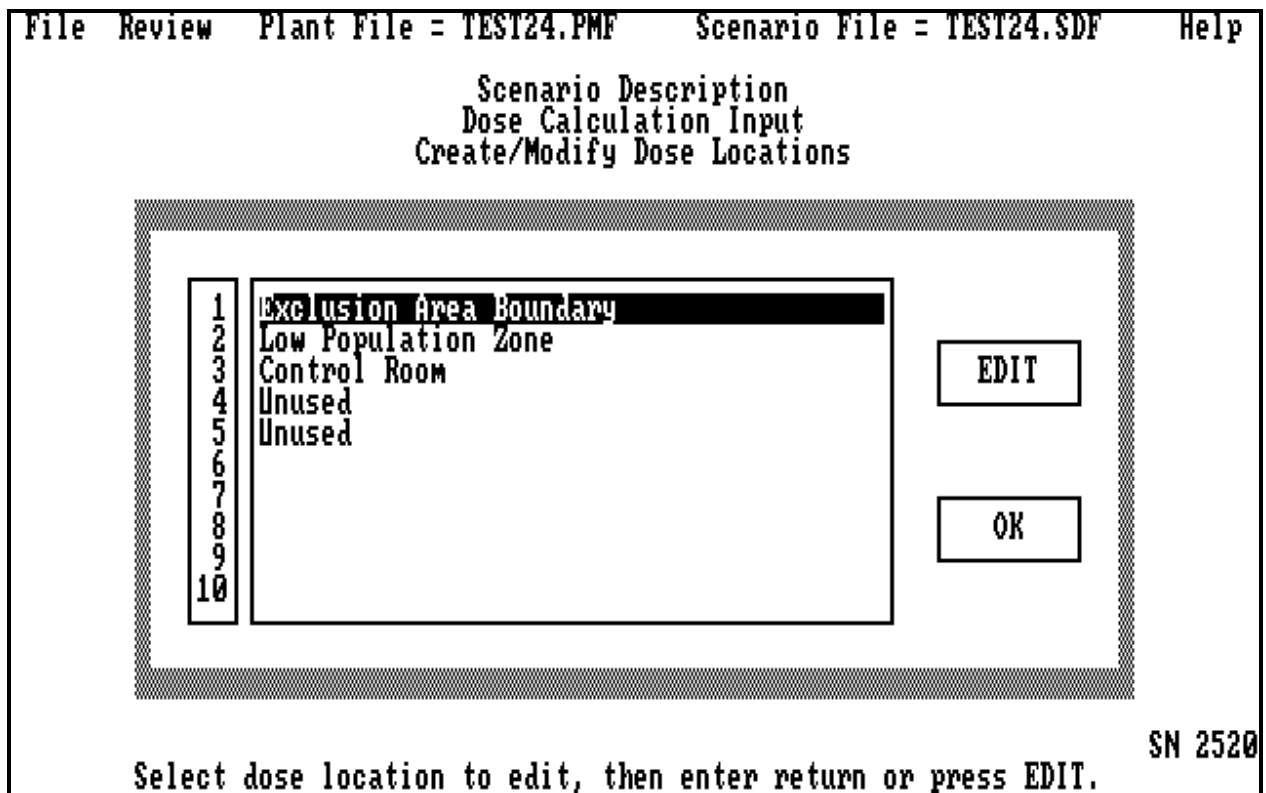 File Review Plant File = TEST24.PMF Scenario File = TEST24.SDF Help
Scenario Description
Dose Calculation Input
Create/Modify Dose Locations
1 Exclusion Area Boundary
2 Low Population Zone
3 Control Room
4 Unused
5 Unused
6
7
8
9
10
EDIT
OK
SN 2520
Select dose location to edit, then enter return or press EDIT.